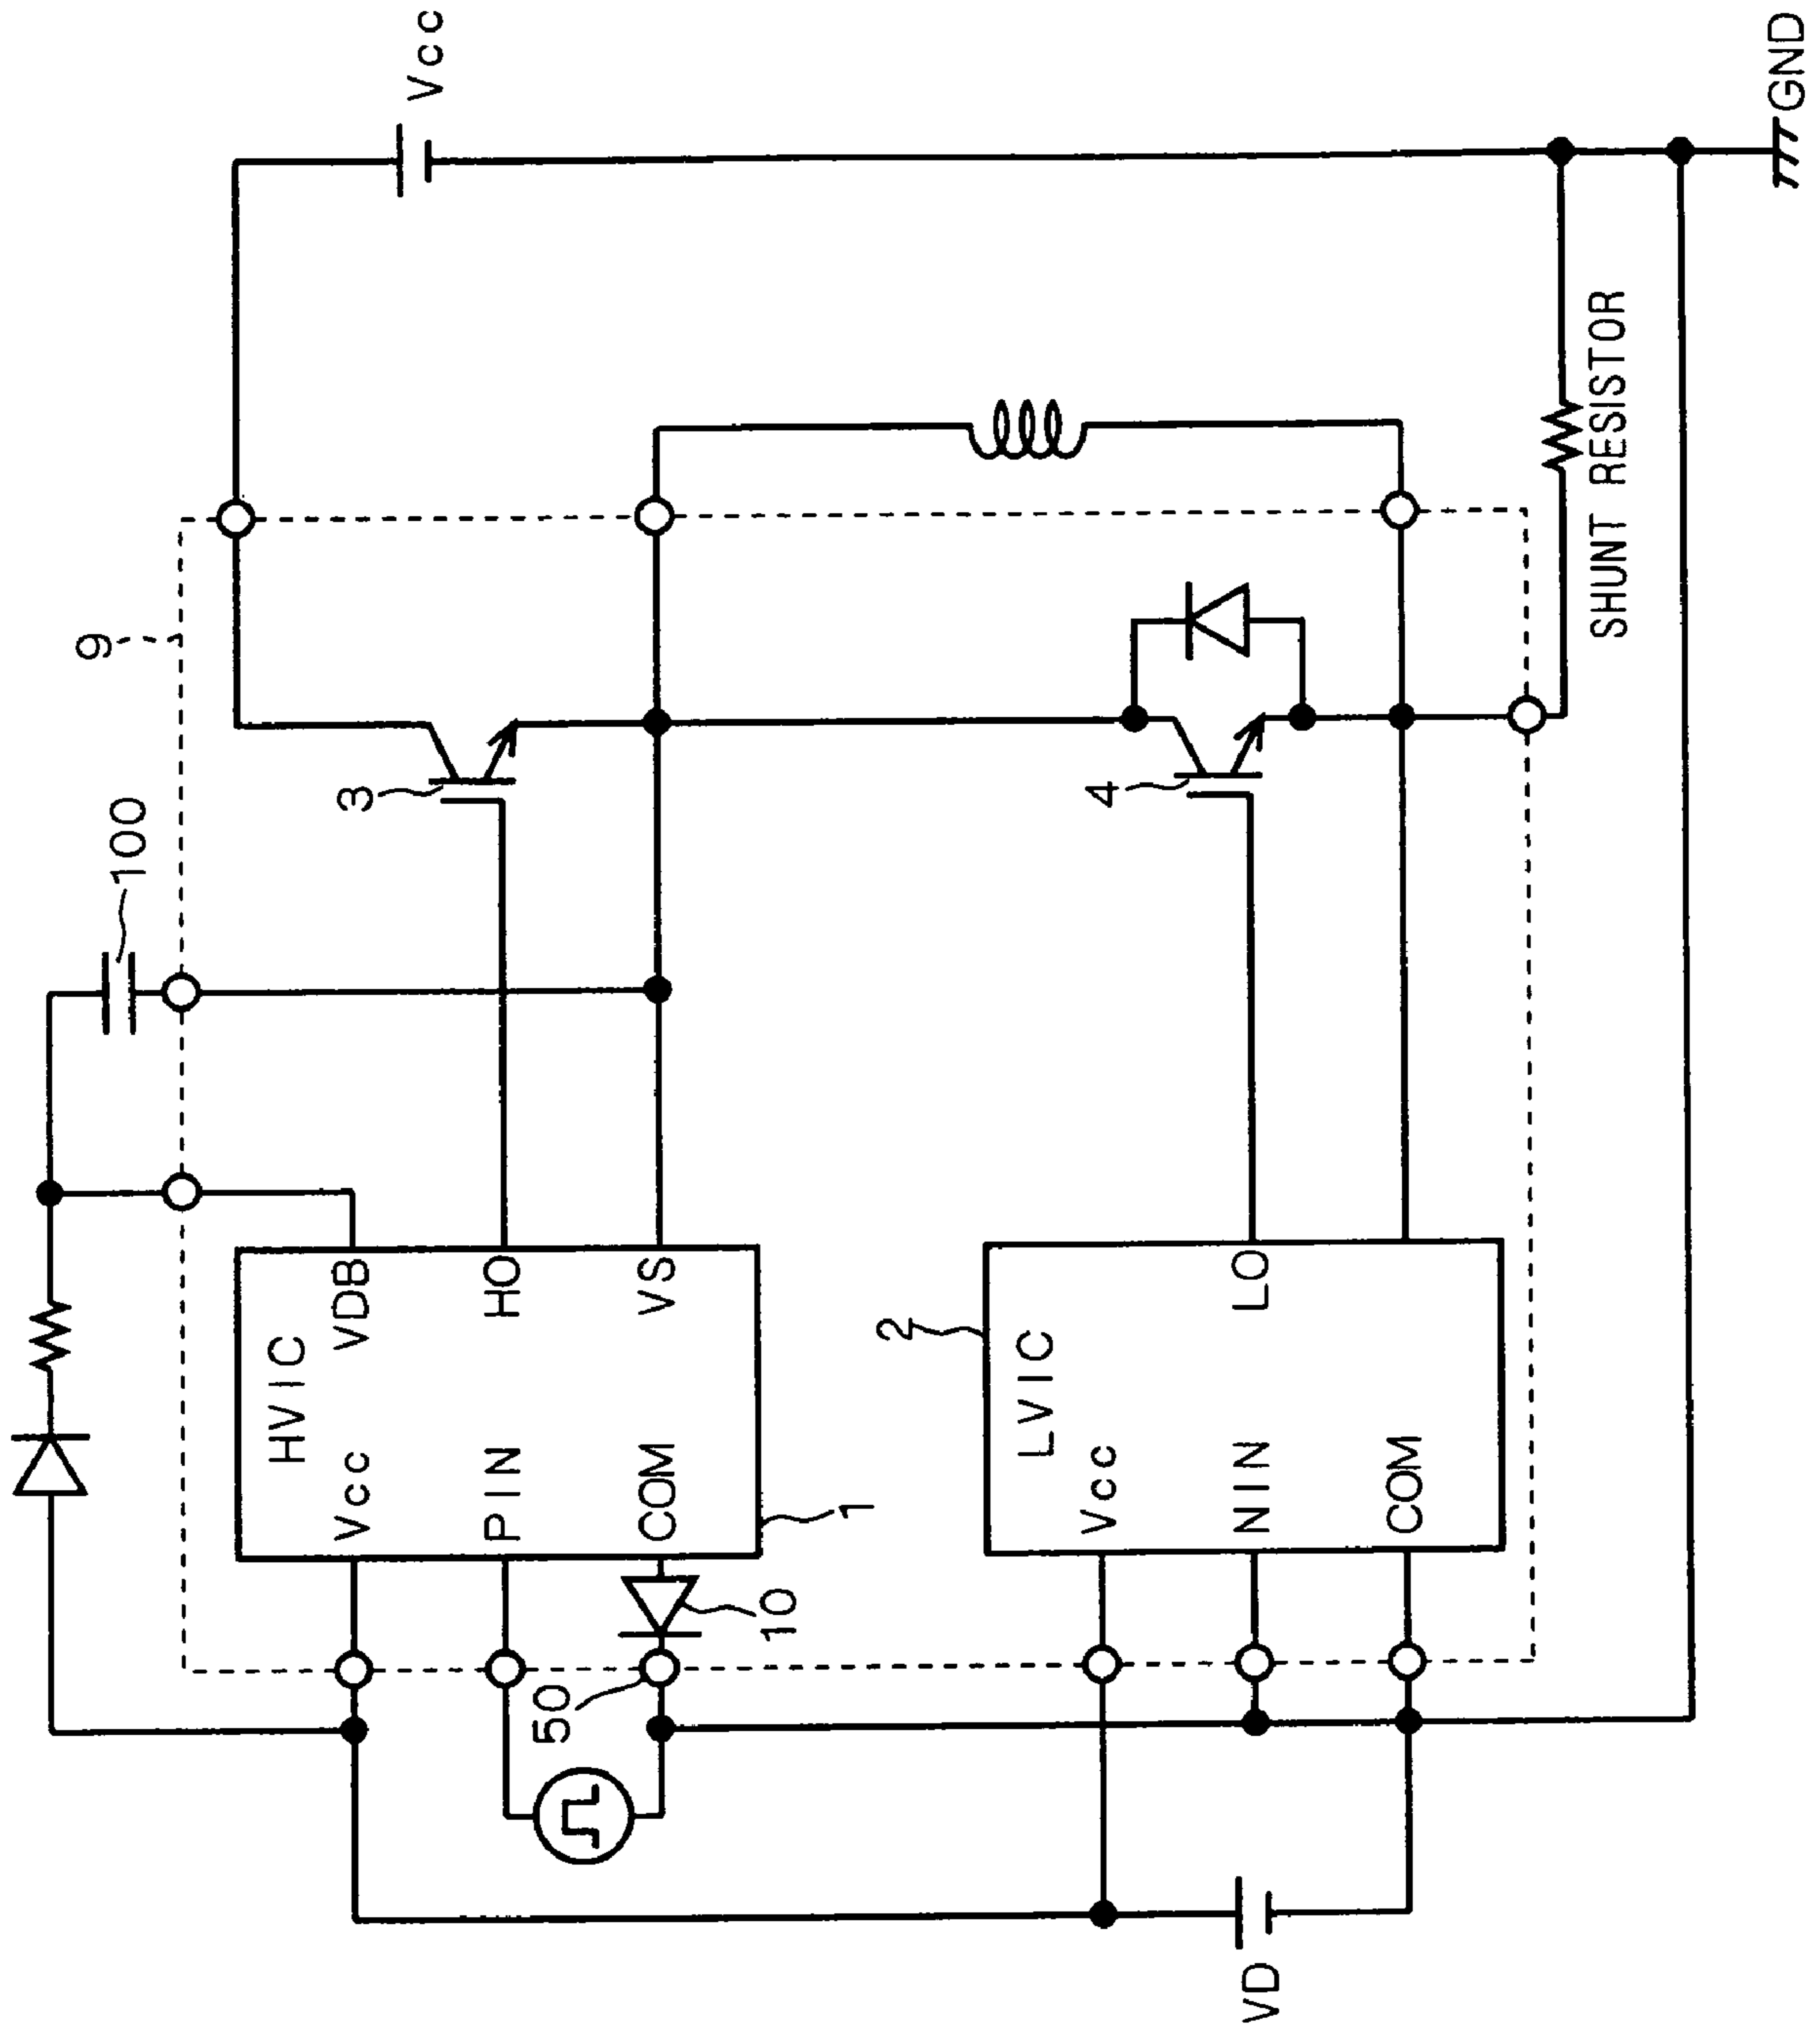 Vcc
9
100
3
HVIC
Vcc
VDB
PIN
HO
COM
VS
1
10
50
4
2
LVIC
Vcc
NIN
LO
COM
VD
SHUNT RESISTOR
GND